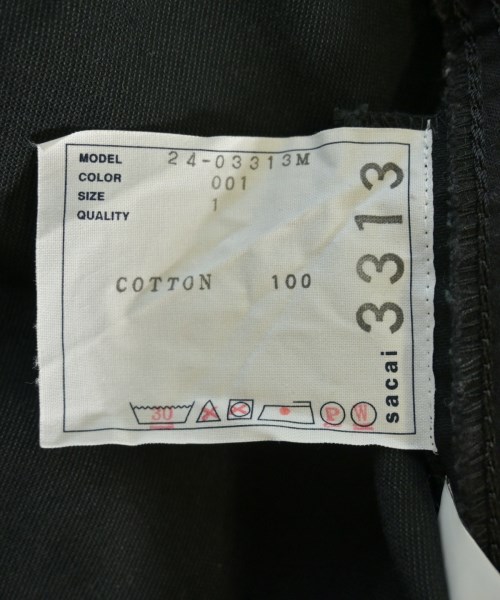 MODEL 24-03313M
COLOR 001
SIZE 1
QUALITY
COTTON 100
30
P W
sacai 3313